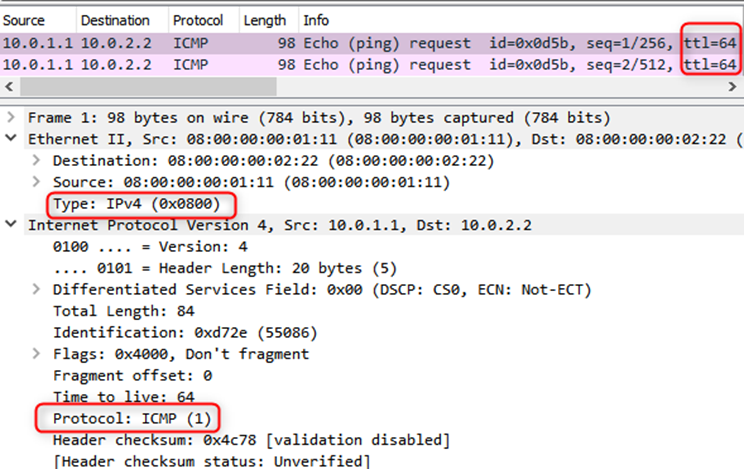 Source Destination Protocol Length Info
10.0.1.1 10.0.2.2 ICMP 98 Echo (ping) request id=0x0d5b, seq=1/256, ttl=64
10.0.1.1 10.0.2.2 ICMP 98 Echo (ping) request id=0x0d5b, seq=2/512, ttl=64
Frame 1: 98 bytes on wire (784 bits), 98 bytes captured (784 bits)
Ethernet II, Src: 08:00:00:00:01:11 (08:00:00:00:01:11), Dst: 08:00:00:00:02:22 (
Destination: 08:00:00:00:02:22 (08:00:00:00:02:22)
Source: 08:00:00:00:01:11 (08:00:00:00:01:11)
Type: IPv4 (0x0800)
Internet Protocol Version 4, Src: 10.0.1.1, Dst: 10.0.2.2
0100 .... = Version: 4
.... 0101 = Header Length: 20 bytes (5)
Differentiated Services Field: 0x00 (DSCP: CS0, ECN: Not-ECT)
Total Length: 84
Identification: 0xd72e (55086)
Flags: 0x4000, Don't fragment
Fragment offset: 0
Time to live: 64
Protocol: ICMP (1)
Header checksum: 0x4c78 [validation disabled]
[Header checksum status: Unverified]